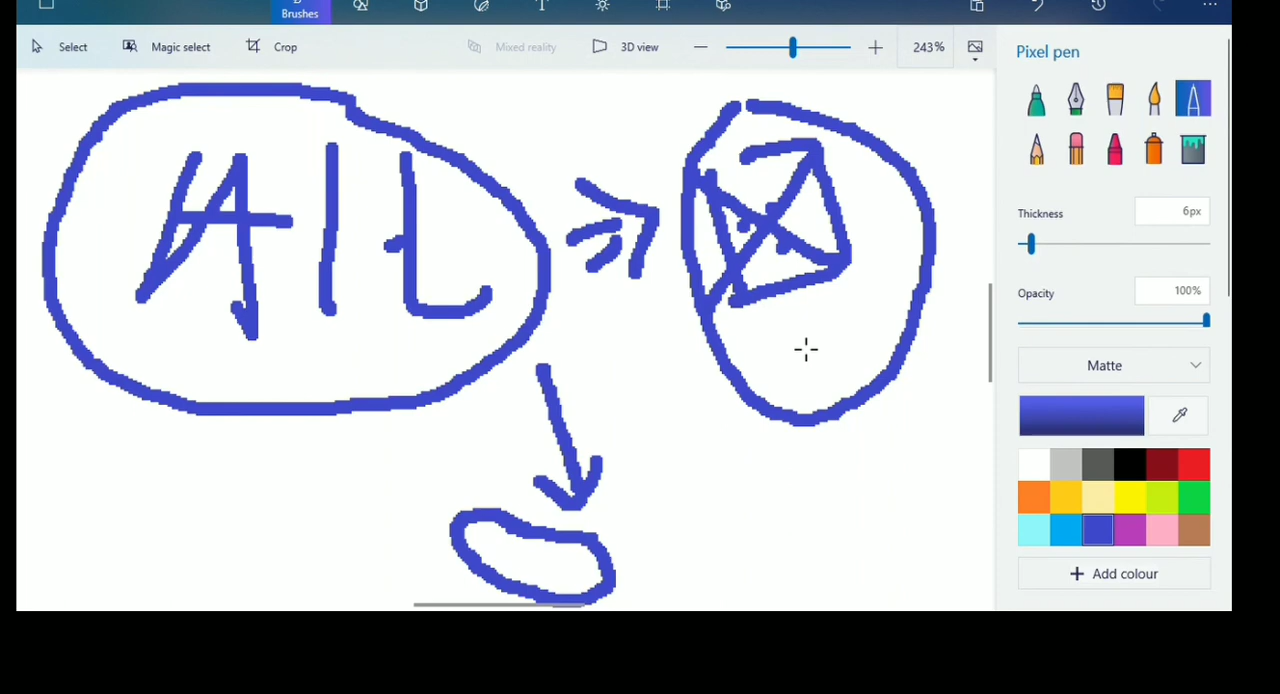 Brushes
Select
Magic select
Crop
Mixed reality
3D view
243%
Pixel pen
Thickness
6px
Opacity
100%
Matte
+ Add colour